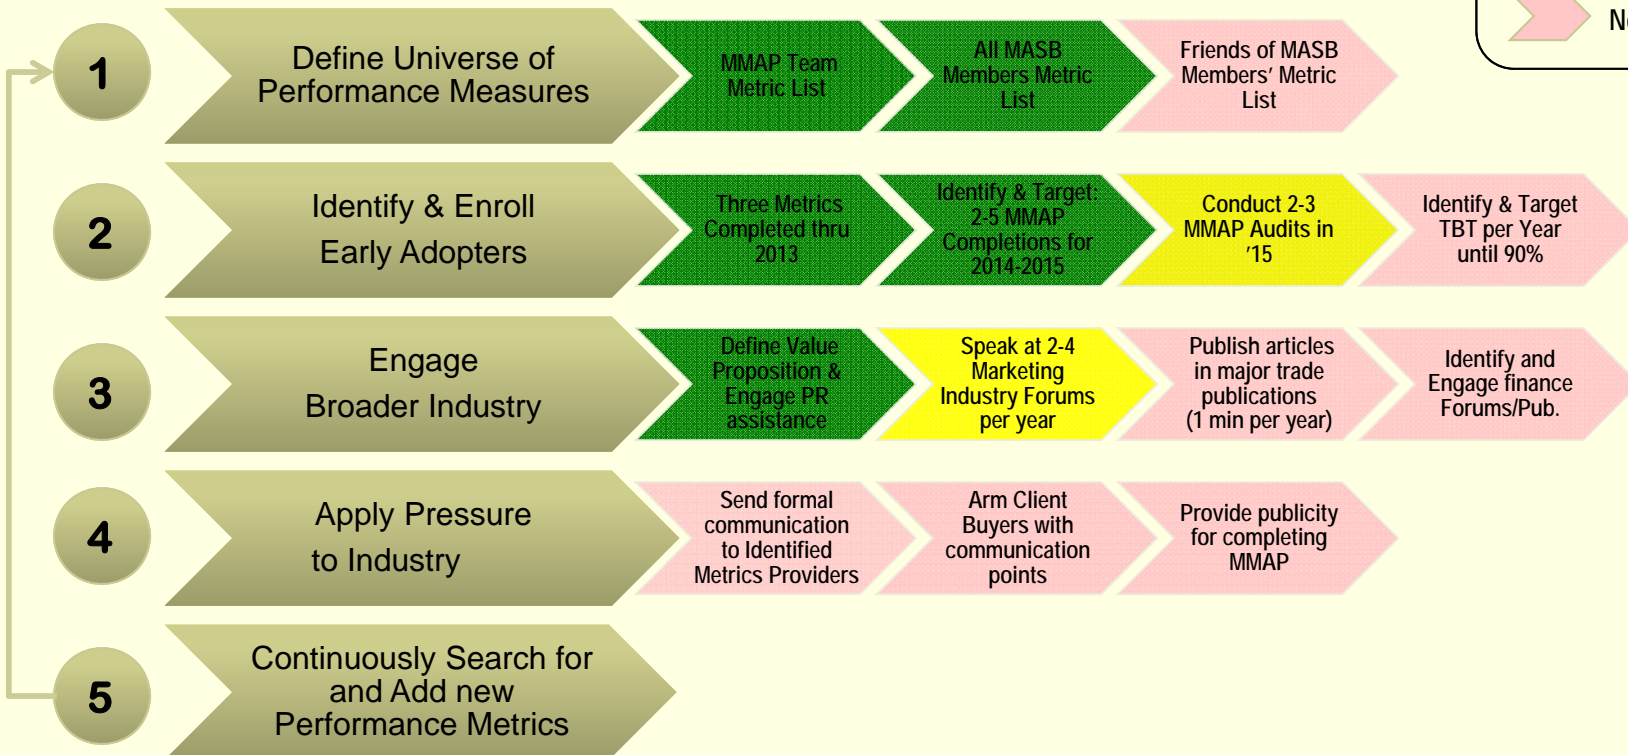 1
Define Universe of
Performance Measures
MMAP Team
Metric List
All MASB
Members Metric
List
Friends of MASB
Members' Metric
List
2
Identify & Enroll
Early Adopters
Three Metrics
Completed thru
2013
Identify & Target:
2-5 MMAP
Completions for
2014-2015
Conduct 2-3
MMAP Audits in
'15
Identify & Target
TBT per Year
until 90%
3
Engage
Broader Industry
Define Value
Proposition &
Engage PR
assistance
Speak at 2-4
Marketing
Industry Forums
per year
Publish articles
in major trade
publications
(1 min per year)
Identify and
Engage finance
Forums/Pub.
4
Apply Pressure
to Industry
Send formal
communication
to Identified
Metrics Providers
Arm Client
Buyers with
communication
points
Provide publicity
for completing
MMAP
5
Continuously Search for
and Add new
Performance Metrics